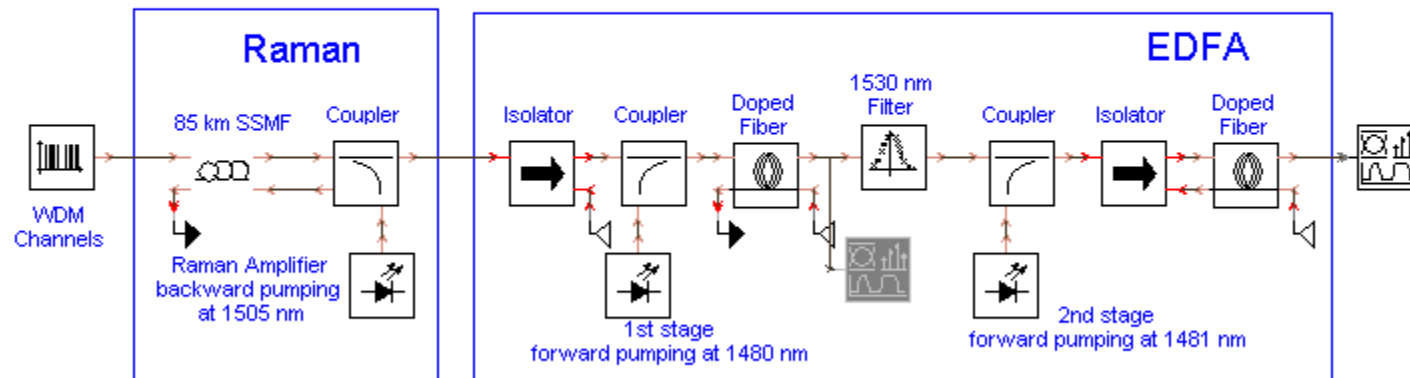 Raman
EDFA
85 km SSMF
Coupler
Isolator
Coupler
Doped
Fiber
1530 nm
Filter
Coupler
Isolator
Doped
Fiber
WDM
Channels
Raman Amplifier
backward pumping
at 1505 nm
1st stage
forward pumping at 1480 nm
2nd stage
forward pumping at 1481 nm